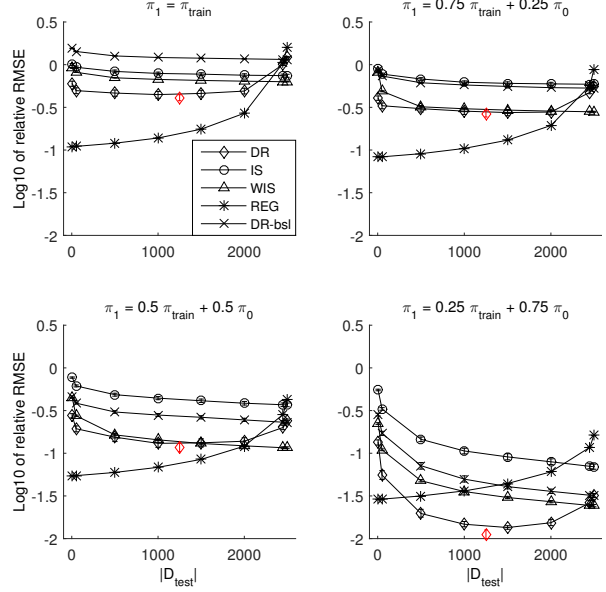 π1 = πtrain
π1 = 0.75 πtrain + 0.25 π0
Log10 of relative RMSE
0.5
0
-0.5
-1
-1.5
-2
0 1000 2000
DR
IS
WIS
REG
DR-bsl
0.5
0
-0.5
-1
-1.5
-2
0 1000 2000
π1 = 0.5 πtrain + 0.5 π0
π1 = 0.25 πtrain + 0.75 π0
Log10 of relative RMSE
0.5
0
-0.5
-1
-1.5
-2
0 1000 2000
|Dtest|
0.5
0
-0.5
-1
-1.5
-2
0 1000 2000
|Dtest|